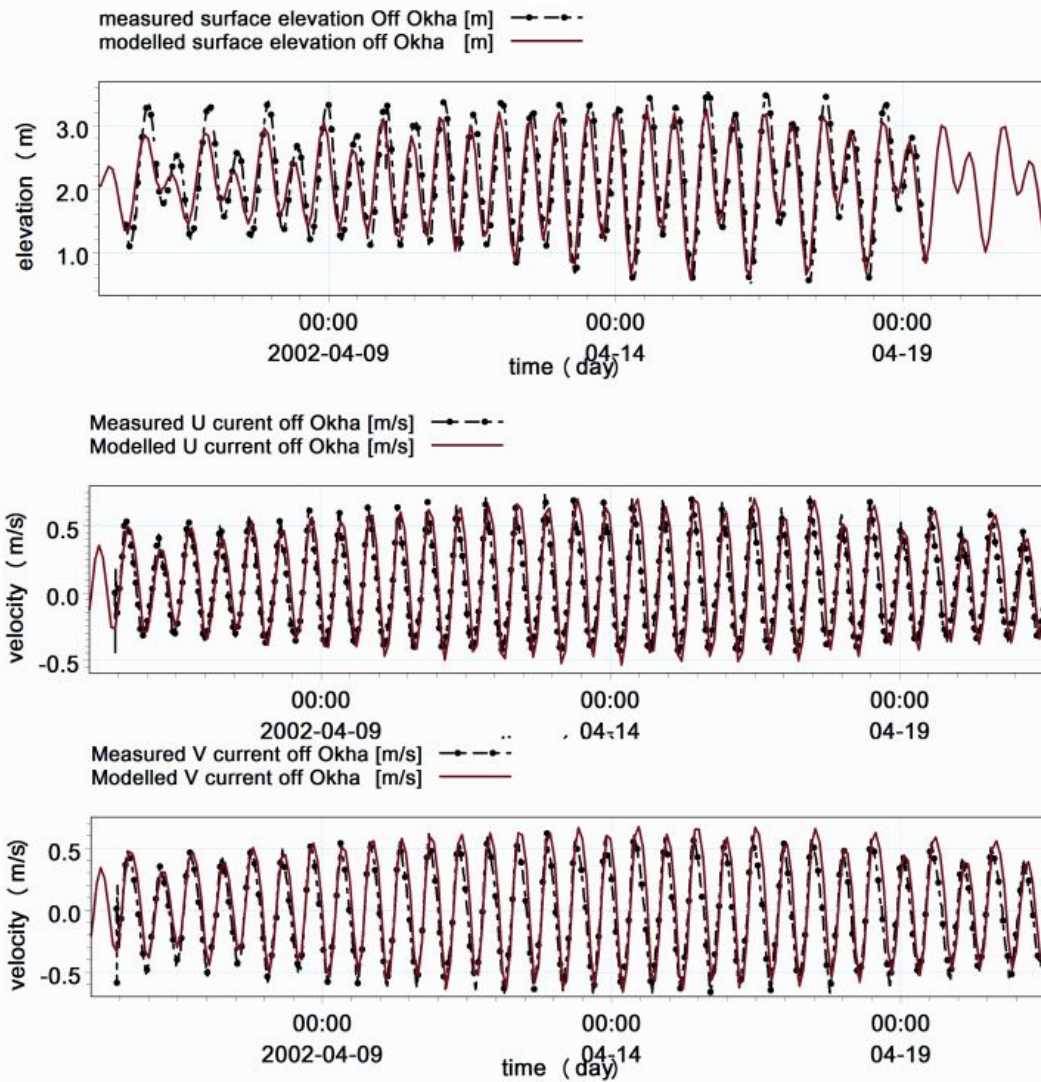 measured surface elevation Off Okha [m]
modelled surface elevation off Okha [m]
elevation (m)
3.0
2.0
1.0
00:00 00:00 00:00
2002-04-09 04-14 04-19
time (day)
Measured U curent off Okha [m/s]
Modelled U current off Okha [m/s]
velocity (m/s)
0.5
0.0
-0.5
00:00 00:00 00:00
2002-04-09 04-14 04-19
Measured V current off Okha [m/s]
Modelled V current off Okha [m/s]
velocity (m/s)
0.5
0.0
-0.5
00:00 00:00 00:00
2002-04-09 04-14 04-19
time (day)